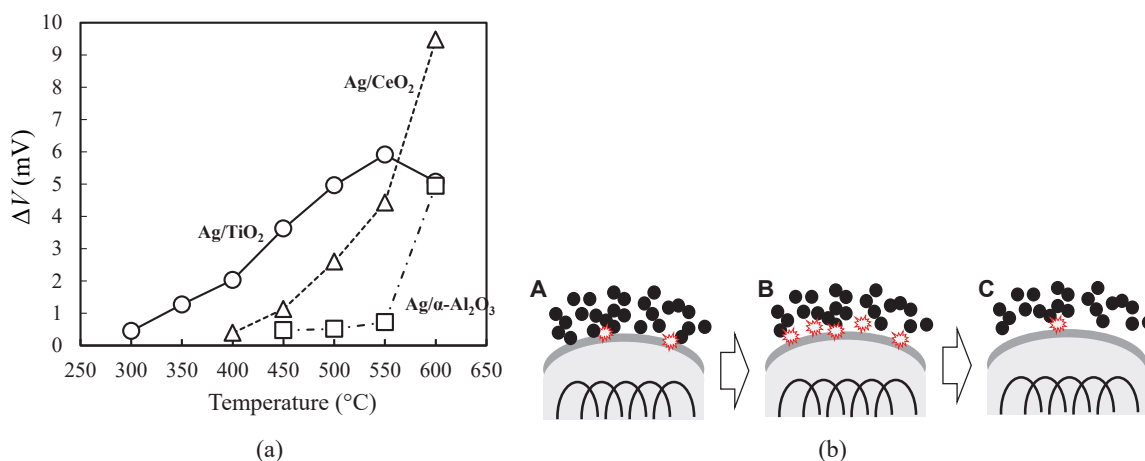 10
9
8
7
6
5
4
3
2
1
0
ΔV (mV)
Ag/CeO₂
Ag/TiO₂
Ag/α-Al₂O₃
250 300 350 400 450 500 550 600 650
Temperature (°C)
(a)
A B C
(b)